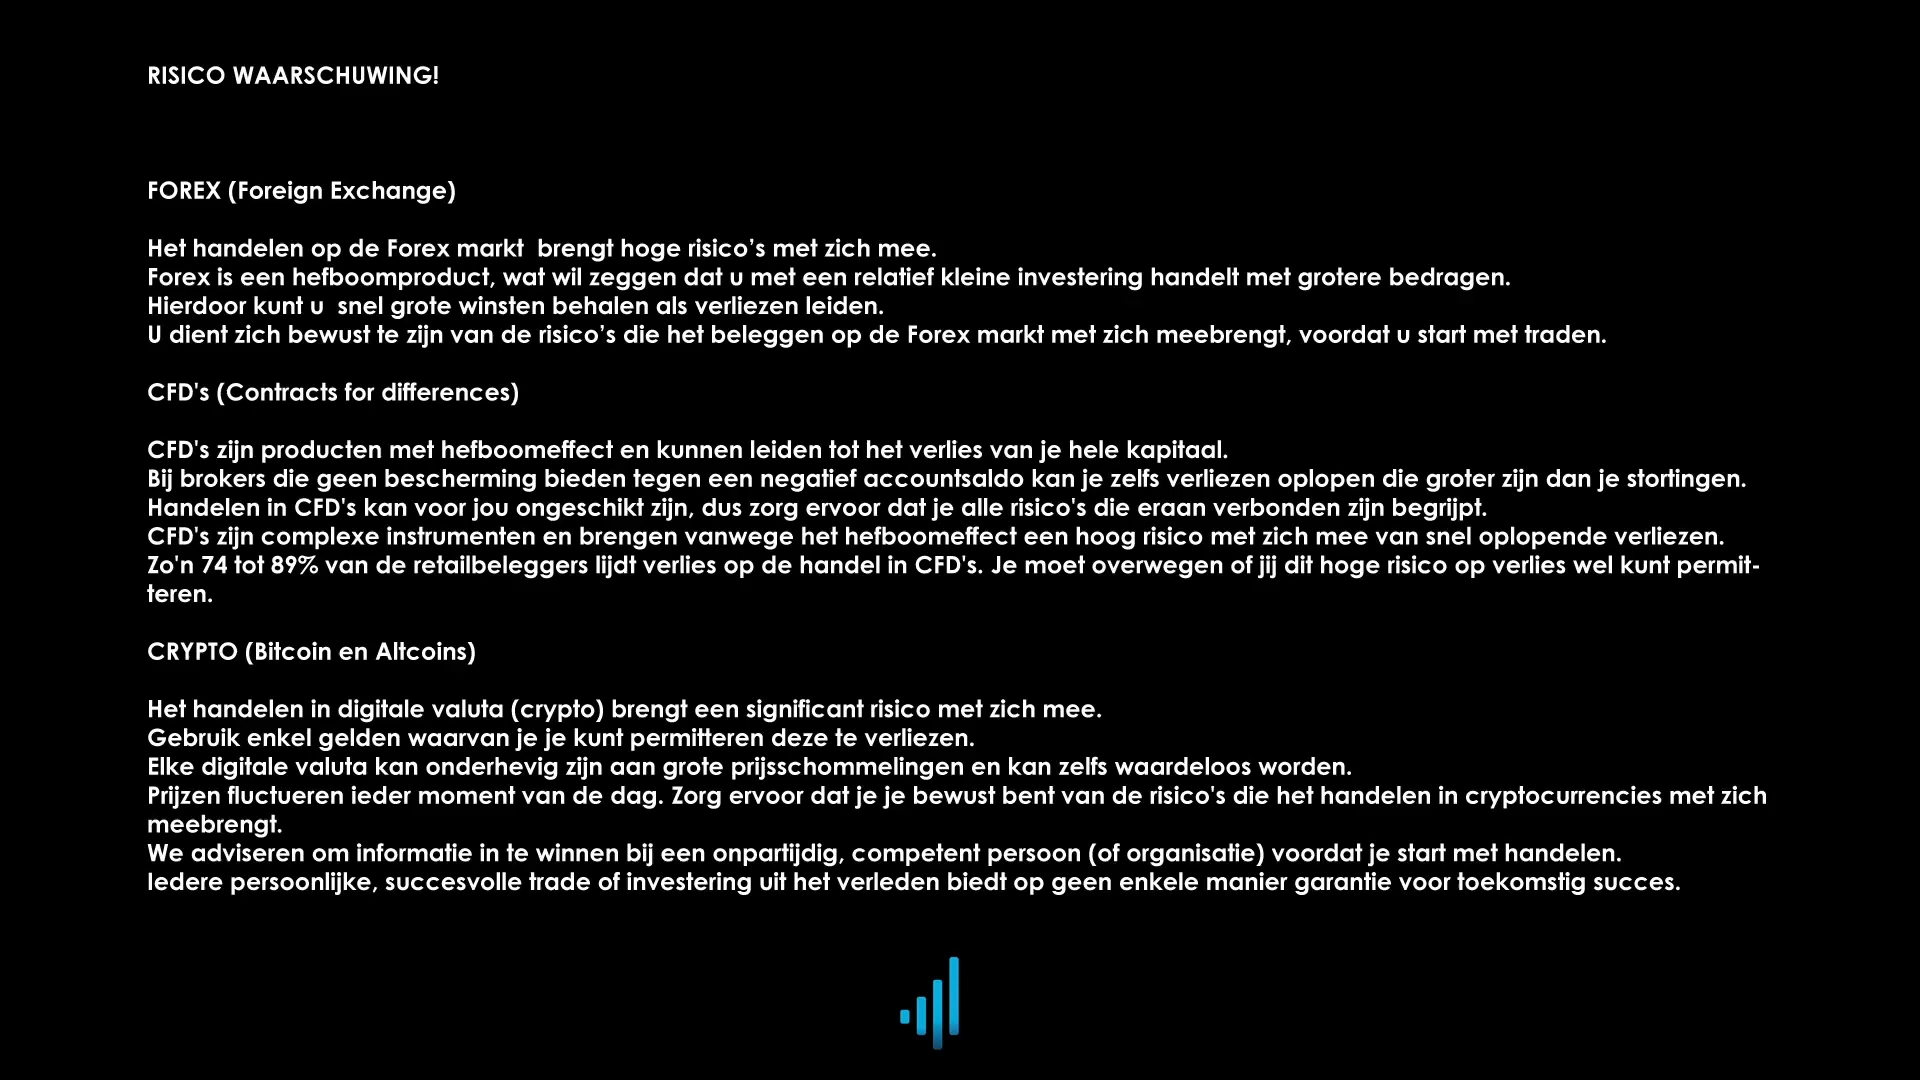 RISICO WAARSCHUWING!
FOREX (Foreign Exchange)
Het handelen op de Forex markt  brengt hoge risico’s met zich mee.
Forex is een hefboomproduct, wat wil zeggen dat u met een relatief kleine investering handelt met grotere bedragen.
Hierdoor kunt u  snel grote winsten behalen als verliezen leiden.
U dient zich bewust te zijn van de risico’s die het beleggen op de Forex markt met zich meebrengt, voordat u start met traden.
CFD's (Contracts for differences)
CFD's zijn producten met hefboomeffect en kunnen leiden tot het verlies van je hele kapitaal.
Bij brokers die geen bescherming bieden tegen een negatief accountsaldo kan je zelfs verliezen oplopen die groter zijn dan je stortingen.
Handelen in CFD's kan voor jou ongeschikt zijn, dus zorg ervoor dat je alle risico's die eraan verbonden zijn begrijpt.
CFD's zijn complexe instrumenten en brengen vanwege het hefboomeffect een hoog risico met zich mee van snel oplopende verliezen.
Zo'n 74 tot 89% van de retailbeleggers lijdt verlies op de handel in CFD's. Je moet overwegen of jij dit hoge risico op verlies wel kunt permit-
teren.
CRYPTO (Bitcoin en Altcoins)
Het handelen in digitale valuta (crypto) brengt een significant risico met zich mee.
Gebruik enkel gelden waarvan je je kunt permitteren deze te verliezen.
Elke digitale valuta kan onderhevig zijn aan grote prijsschommelingen en kan zelfs waardeloos worden.
Prijzen fluctueren ieder moment van de dag. Zorg ervoor dat je je bewust bent van de risico's die het handelen in cryptocurrencies met zich
meebrengt.
We adviseren om informatie in te winnen bij een onpartijdig, competent persoon (of organisatie) voordat je start met handelen.
Iedere persoonlijke, succesvolle trade of investering uit het verleden biedt op geen enkele manier garantie voor toekomstig succes.